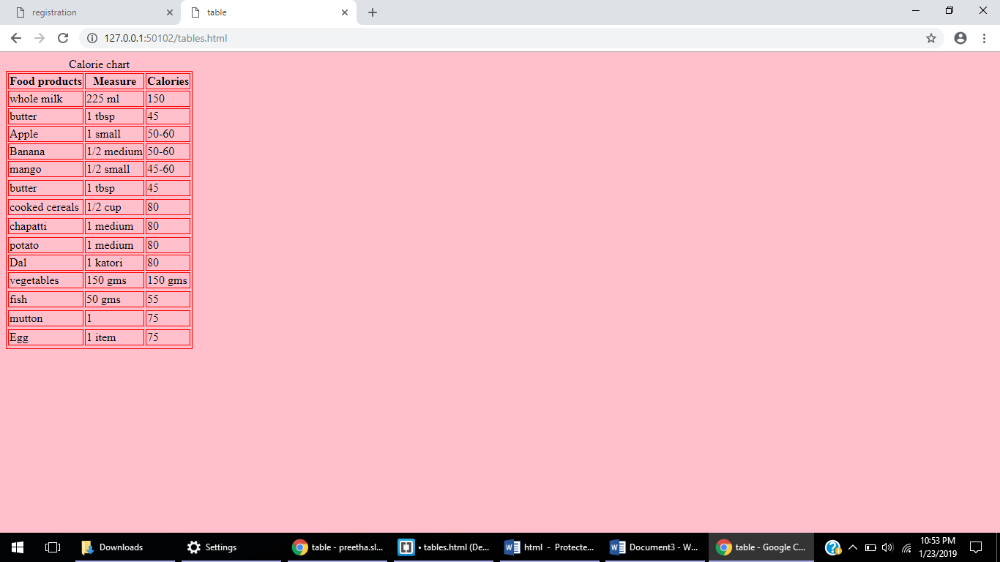 registration
table
127.0.0.1:50102/tables.html
Calorie chart
Food products Measure Calories
whole milk 225 ml 150
butter 1 tbsp 45
Apple 1 small 50-60
Banana 1/2 medium 50-60
mango 1/2 small 45-60
butter 1 tbsp 45
cooked cereals 1/2 cup 80
chapatti 1 medium 80
potato 1 medium 80
Dal 1 katori 80
vegetables 150 gms 150 gms
fish 50 gms 55
mutton 1 75
Egg 1 item 75
Downloads Settings table - preetha.sl... • tables.html (De... html - Protecte... Document3 - W... table - Google C... 10:53 PM
1/23/2019